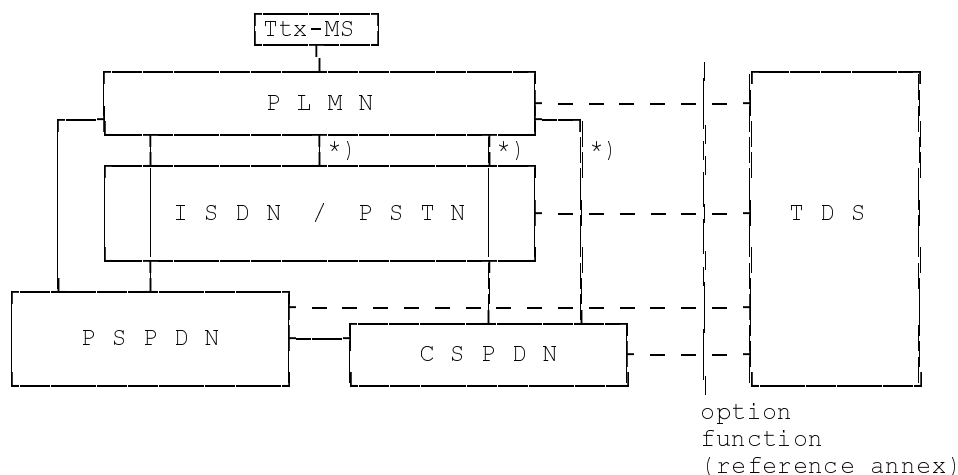 Ttx-MS
P L M N
*) *) *)
I S D N / P S T N
T D S
P S P D N
C S P D N
option
function
(reference annex)